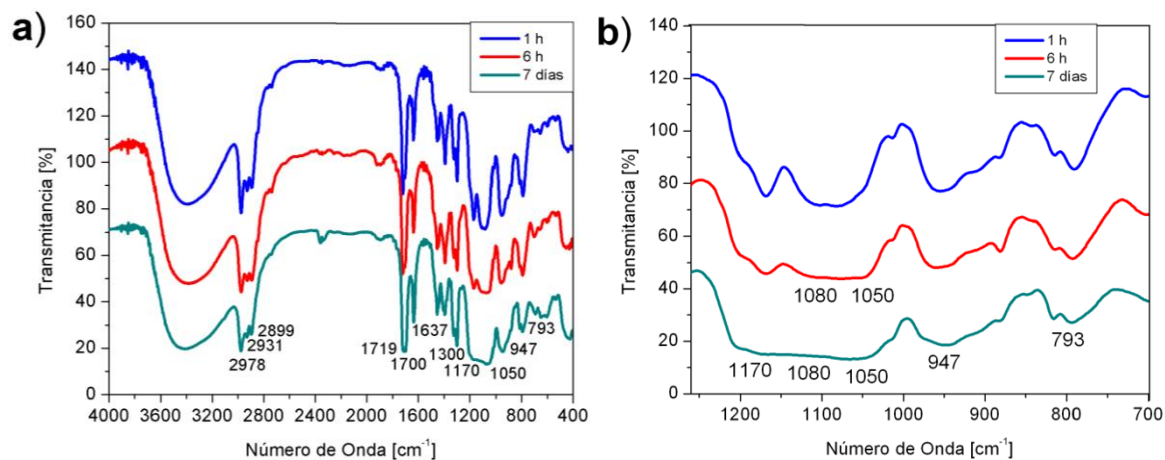 a)
160
140
120
100
80
60
40
20
0
Transmitancia [%]
1 h
6 h
7 días
2899
2931
2978
1719
1700
1637
1300
1170
1050
947
793
4000 3600 3200 2800 2400 2000 1600 1200 800 400
Número de Onda [cm-1]
b)
140
120
100
80
60
40
20
0
Transmitancia [%]
1 h
6 h
7 días
1080 1050
1170 1080 1050 947 793
1200 1100 1000 900 800 700
Número de Onda [cm-1]